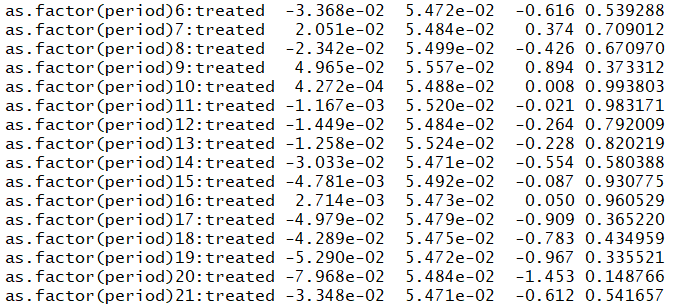 as.factor(period)6:treated -3.368e-02 5.472e-02 -0.616 0.539288
as.factor(period)7:treated 2.051e-02 5.484e-02 0.374 0.709012
as.factor(period)8:treated -2.342e-02 5.499e-02 -0.426 0.670970
as.factor(period)9:treated 4.965e-02 5.557e-02 0.894 0.373312
as.factor(period)10:treated 4.272e-04 5.488e-02 0.008 0.993803
as.factor(period)11:treated -1.167e-03 5.520e-02 -0.021 0.983171
as.factor(period)12:treated -1.449e-02 5.484e-02 -0.264 0.792009
as.factor(period)13:treated -1.258e-02 5.524e-02 -0.228 0.820219
as.factor(period)14:treated -3.033e-02 5.471e-02 -0.554 0.580388
as.factor(period)15:treated -4.781e-03 5.492e-02 -0.087 0.930775
as.factor(period)16:treated 2.714e-03 5.473e-02 0.050 0.960529
as.factor(period)17:treated -4.979e-02 5.479e-02 -0.909 0.365220
as.factor(period)18:treated -4.289e-02 5.475e-02 -0.783 0.434959
as.factor(period)19:treated -5.290e-02 5.472e-02 -0.967 0.335521
as.factor(period)20:treated -7.968e-02 5.484e-02 -1.453 0.148766
as.factor(period)21:treated -3.348e-02 5.471e-02 -0.612 0.541657